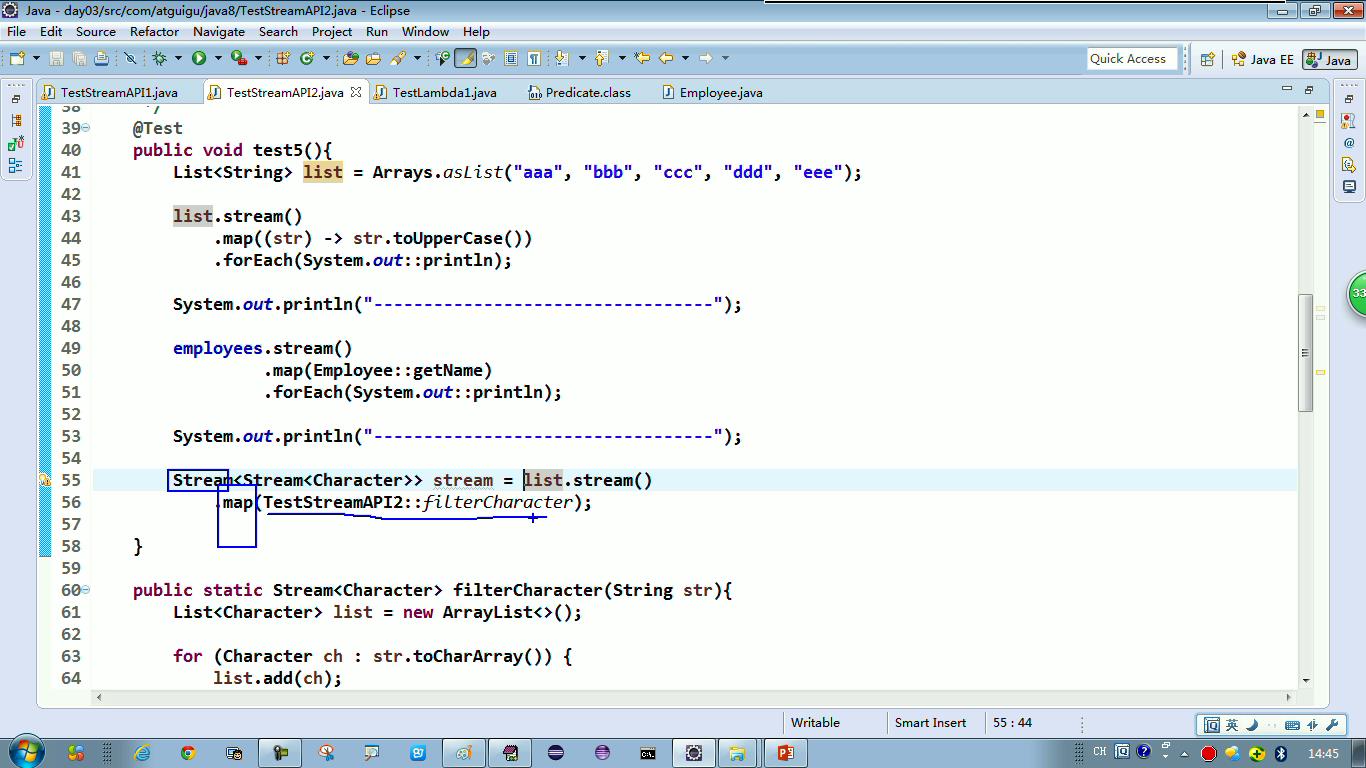 Java - day03/src/com/atguigu/java8/TestStreamAPI2.java - Eclipse
File Edit Source Refactor Navigate Search Project Run Window Help
Quick Access Java EE Java
TestStreamAPI1.java TestStreamAPI2.java TestLambda1.java Predicate.class Employee.java
38 */
39 @Test
40 public void test5(){
41 List<String> list = Arrays.asList("aaa", "bbb", "ccc", "ddd", "eee");
42
43 list.stream()
44 .map((str) -> str.toUpperCase())
45 .forEach(System.out::println);
46
47 System.out.println("----------------------------------");
48
49 employees.stream()
50 .map(Employee::getName)
51 .forEach(System.out::println);
52
53 System.out.println("----------------------------------");
54
55 Stream<Stream<Character>> stream = list.stream()
56 .map(TestStreamAPI2::filterCharacter);
57
58 }
59
60 public static Stream<Character> filterCharacter(String str){
61 List<Character> list = new ArrayList<>();
62
63 for (Character ch : str.toCharArray()) {
64 list.add(ch);
33
Writable Smart Insert 55 : 44
英
CH 14:45